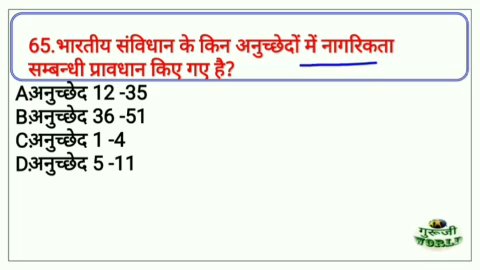 65.भारतीय संविधान के किन अनुच्छेदों में नागरिकता
सम्बन्धी प्रावधान किए गए है?
A.अनुच्छेद 12 -35
B.अनुच्छेद 36 -51
C.अनुच्छेद 1 -4
D.अनुच्छेद 5 -11
गुरूजी
WORLD